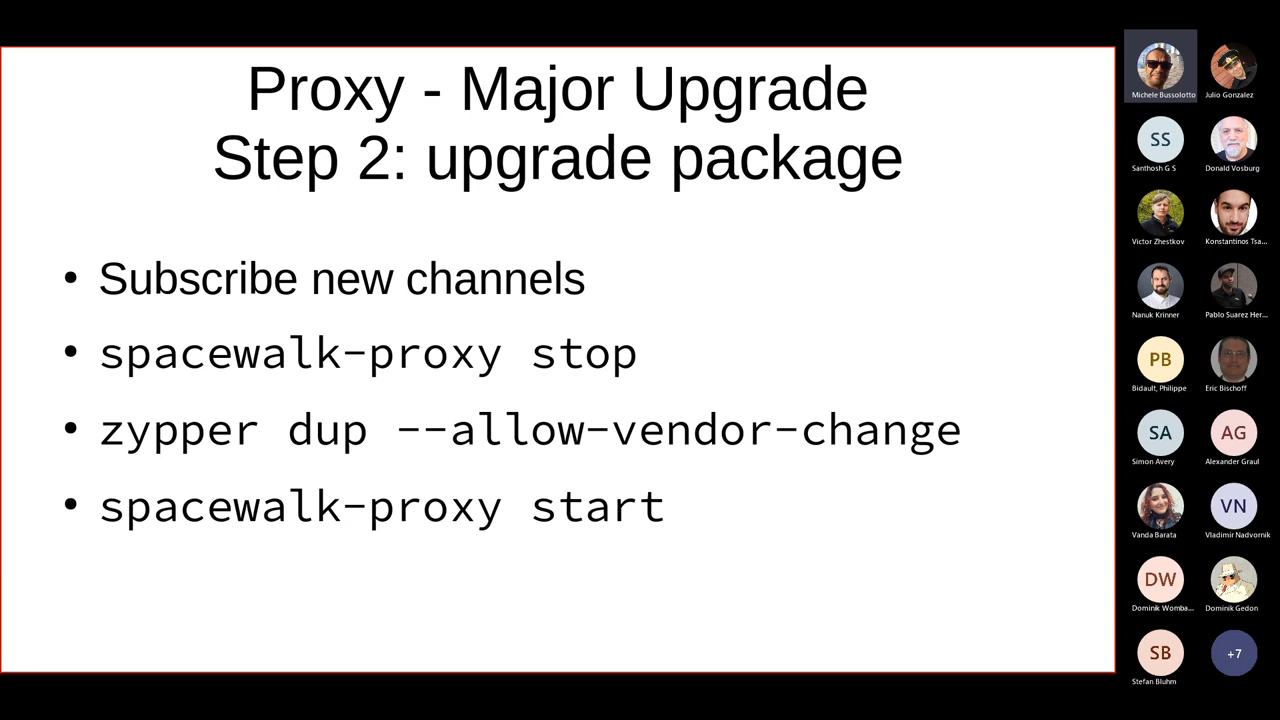 Proxy - Major Upgrade
Step 2: upgrade package
• Subscribe new channels
• spacewalk-proxy stop
• zypper dup --allow-vendor-change
• spacewalk-proxy start
Michele Bussolotto
Julio Gonzalez
SS
Santhosh G S
Donald Vosburg
Victor Zhestkov
Konstantinos Tsa...
Nanuk Krinner
Pablo Suarez Her...
PB
Bidault, Philippe
Eric Bischoff
SA
Simon Avery
AG
Alexander Graul
Vanda Barata
VN
Vladimir Nadvornik
DW
Dominik Womba...
Dominik Gedon
SB
Stefan Bluhm
+7